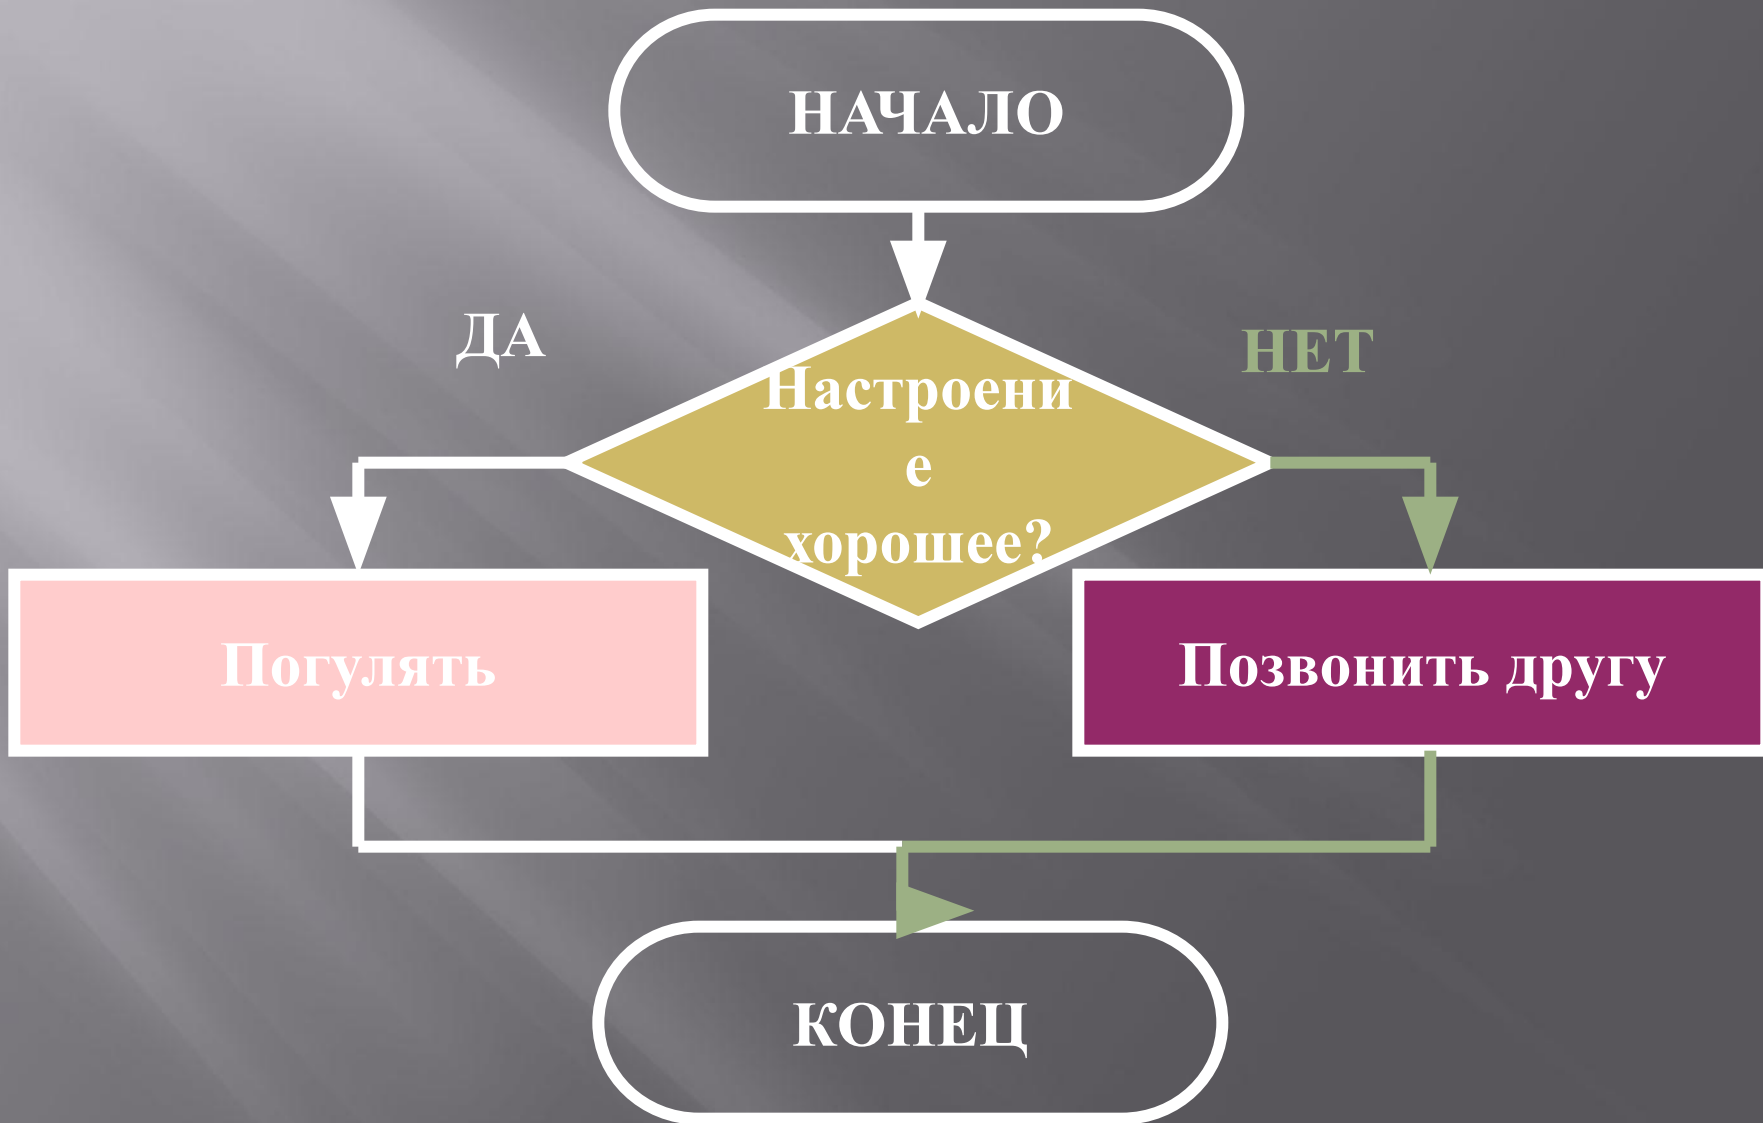 НАЧАЛО
ДА
НЕТ
Настроени
е
хорошее?
Погулять
Позвонить другу
КОНЕЦ